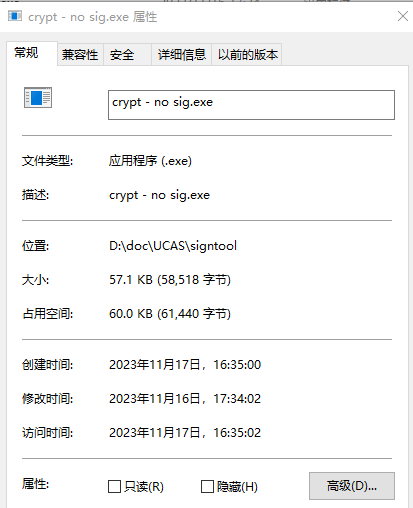 crypt - no sig.exe 属性
常规 兼容性 安全 详细信息 以前的版本
crypt - no sig.exe
文件类型: 应用程序 (.exe)
描述: crypt - no sig.exe
位置: D:\doc\UCAS\signtool
大小: 57.1 KB (58,518 字节)
占用空间: 60.0 KB (61,440 字节)
创建时间: 2023年11月17日，16:35:00
修改时间: 2023年11月16日，17:34:02
访问时间: 2023年11月17日，16:35:02
属性: 只读(R) 隐藏(H) 高级(D)...